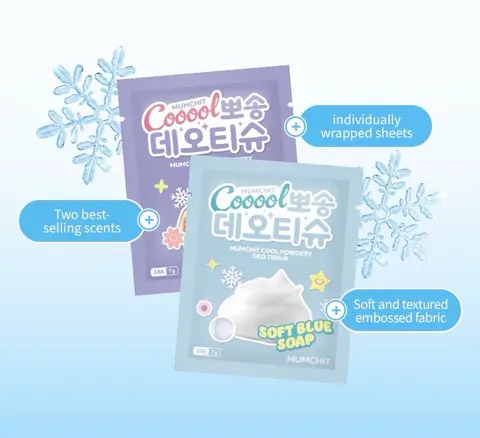 MUMCHIT
Cooool뽀송
데오티슈
individually
wrapped sheets
Two best-
selling scents
MUMCHIT
Cooool뽀송
데오티슈
MUMCHIT COOL POWDERY
DEO TISSUE
Soft and textured
embossed fabric
SOFT BLUE
SOAP
MUMCHIT